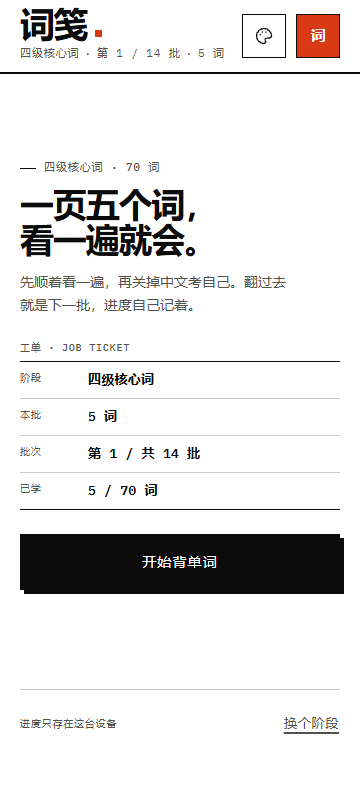 词笺
四级核心词 · 第 1 / 14 批 · 5 词
词
四级核心词 · 70 词
一页五个词，
看一遍就会。
先顺着看一遍，再关掉中文考自己。翻过去
就是下一批，进度自己记着。
工单 · JOB TICKET
阶段 四级核心词
本批 5 词
批次 第 1 / 共 14 批
已学 5 / 70 词
开始背单词
进度只存在这台设备 换个阶段